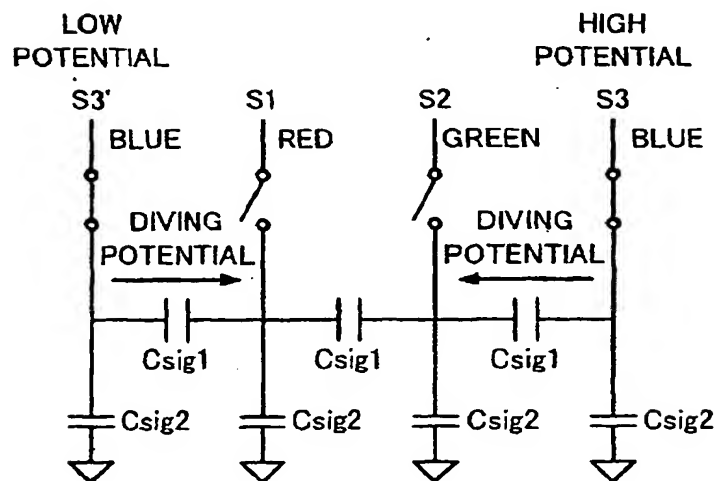 LOW
POTENTIAL
HIGH
POTENTIAL
S3' S1 S2 S3
BLUE RED GREEN BLUE
DIVING
POTENTIAL
DIVING
POTENTIAL
Csig1 Csig1 Csig1
Csig2 Csig2 Csig2 Csig2